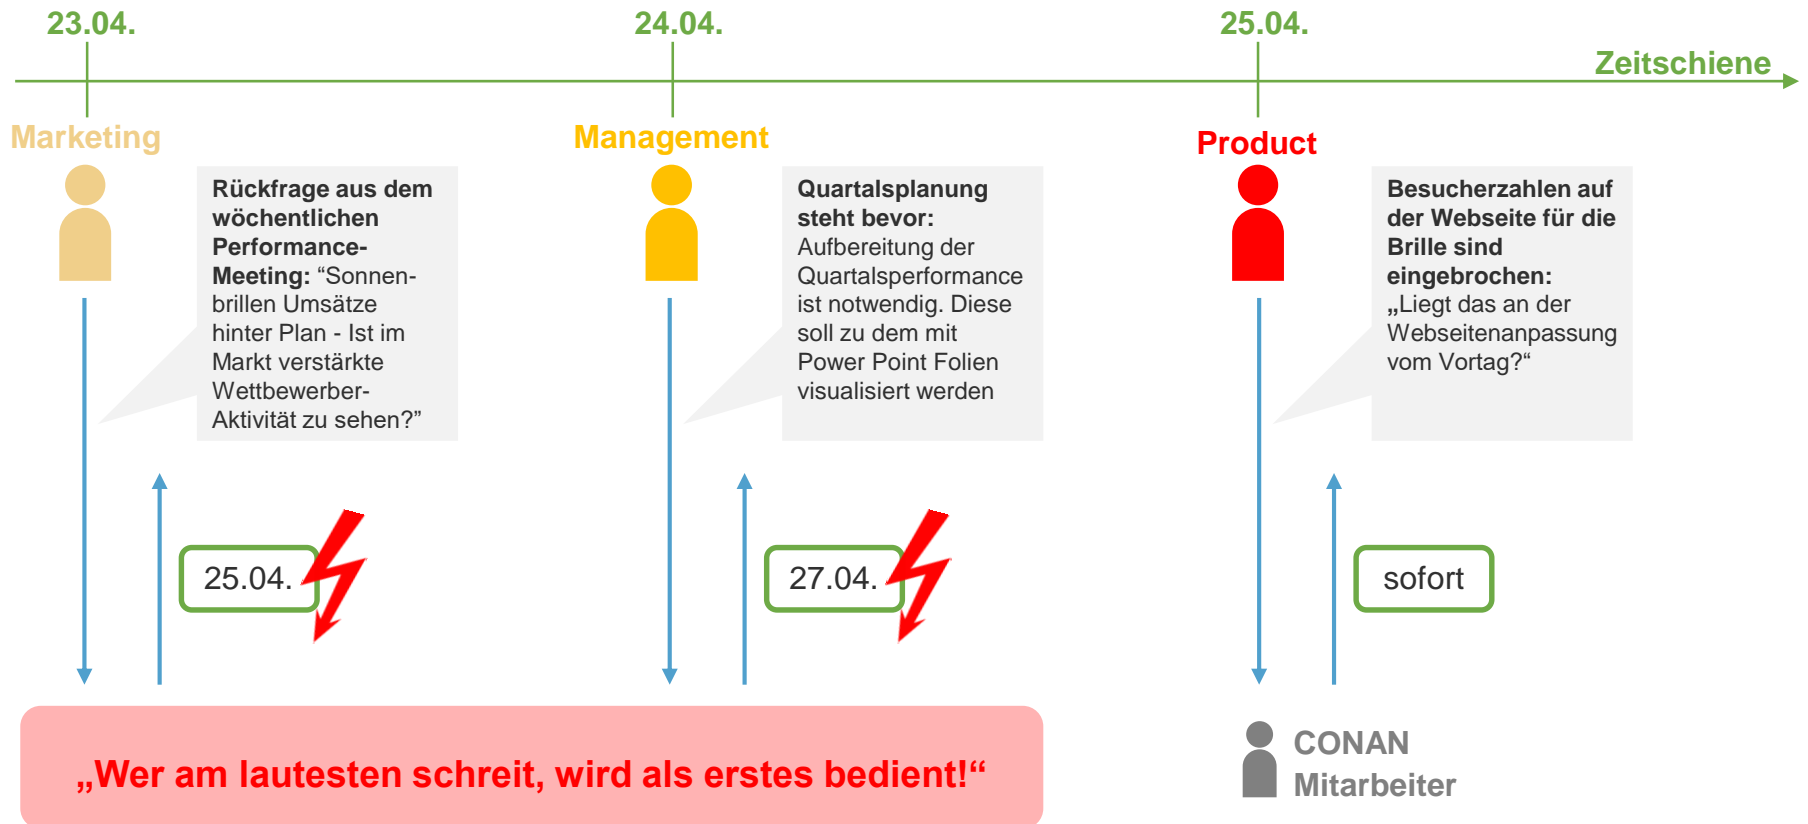 23.04.
24.04.
25.04.
Zeitschiene
Marketing
Management
Product
Rückfrage aus dem
wöchentlichen
Performance-
Meeting: “Sonnen-
brillen Umsätze
hinter Plan - Ist im
Markt verstärkte
Wettbewerber-
Aktivität zu sehen?”
Quartalsplanung
steht bevor:
Aufbereitung der
Quartalsperformance
ist notwendig. Diese
soll zu dem mit
Power Point Folien
visualisiert werden
Besucherzahlen auf
der Webseite für die
Brille sind
eingebrochen:
„Liegt das an der
Webseitenanpassung
vom Vortag?“
25.04.
27.04.
sofort
„Wer am lautesten schreit, wird als erstes bedient!“
CONAN
Mitarbeiter